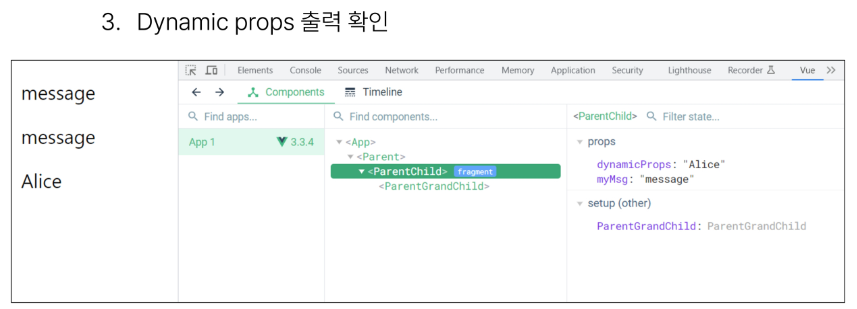 3. Dynamic props 출력 확인
Elements Console Sources Network Performance Memory Application Security Lighthouse Recorder Vue
Components Timeline
message
message
Alice
Find apps...
App 1 3.3.4
Find components...
<App>
<Parent>
<ParentChild> fragment
<ParentGrandChild>
<ParentChild> Filter state...
props
dynamicProps: "Alice"
myMsg: "message"
setup (other)
ParentGrandChild: ParentGrandChild